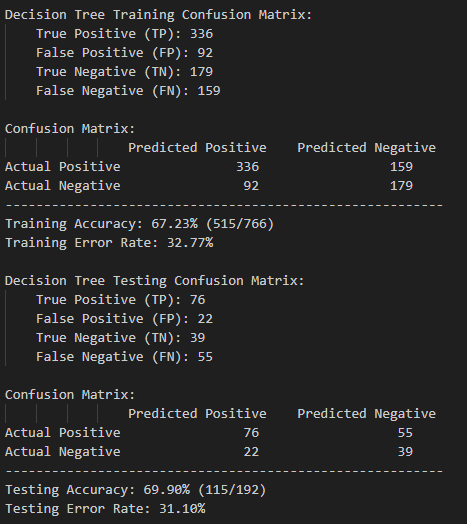 Decision Tree Training Confusion Matrix:
True Positive (TP): 336
False Positive (FP): 92
True Negative (TN): 179
False Negative (FN): 159
Confusion Matrix:
Predicted Positive    Predicted Negative
Actual Positive    336    159
Actual Negative    92    179
---------------------------------------------------------
Training Accuracy: 67.23% (515/766)
Training Error Rate: 32.77%
Decision Tree Testing Confusion Matrix:
True Positive (TP): 76
False Positive (FP): 22
True Negative (TN): 39
False Negative (FN): 55
Confusion Matrix:
Predicted Positive    Predicted Negative
Actual Positive    76    55
Actual Negative    22    39
---------------------------------------------------------
Testing Accuracy: 69.90% (115/192)
Testing Error Rate: 31.10%